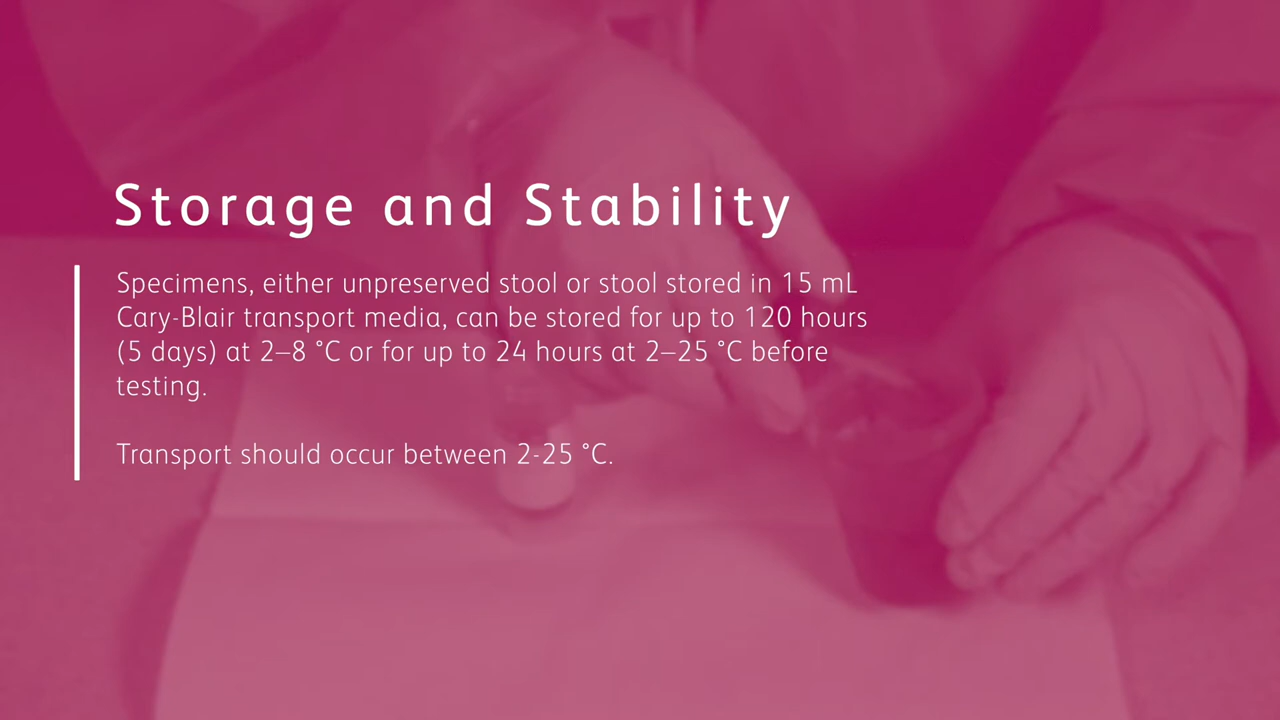 Storage and Stability
Specimens, either unpreserved stool or stool stored in 15 mL
Cary-Blair transport media, can be stored for up to 120 hours
(5 days) at 2–8 °C or for up to 24 hours at 2–25 °C before
testing.
Transport should occur between 2-25 °C.